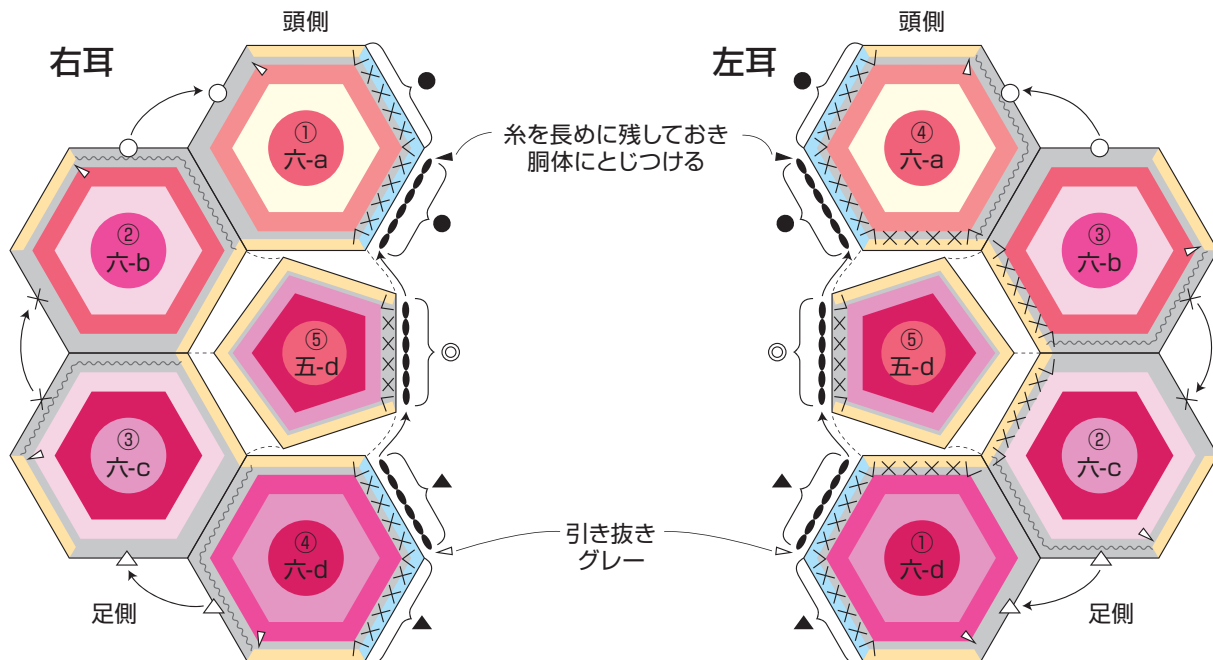 頭側
右耳
①
六-a
②
六-b
③
六-c
④
六-d
⑤
五-d
足側
糸を長めに残しておき
胴体にとじつける
引き抜き
グレー
頭側
左耳
④
六-a
③
六-b
②
六-c
①
六-d
⑤
五-d
足側